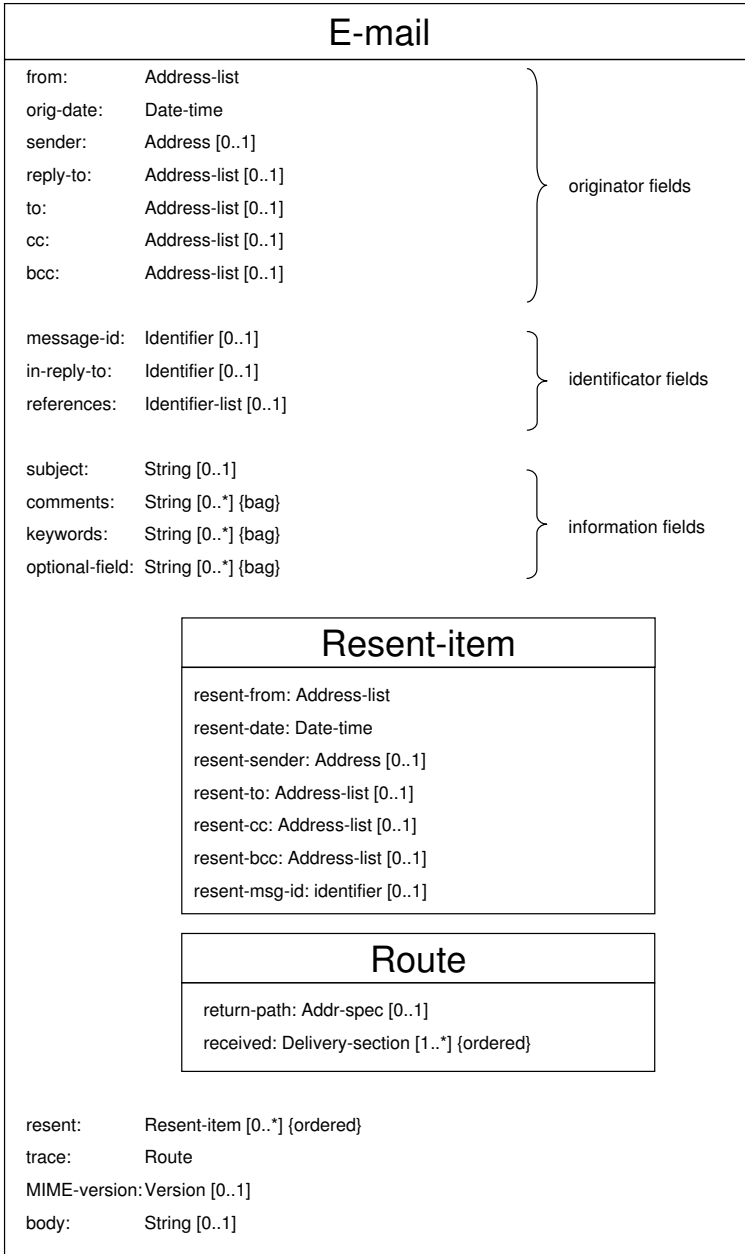 E-mail
from: Address-list
orig-date: Date-time
sender: Address [0..1]
reply-to: Address-list [0..1]
to: Address-list [0..1]
cc: Address-list [0..1]
bcc: Address-list [0..1]
originator fields
message-id: Identifier [0..1]
in-reply-to: Identifier [0..1]
references: Identifier-list [0..1]
identificator fields
subject: String [0..1]
comments: String [0..*] {bag}
keywords: String [0..*] {bag}
optional-field: String [0..*] {bag}
information fields
Resent-item
resent-from: Address-list
resent-date: Date-time
resent-sender: Address [0..1]
resent-to: Address-list [0..1]
resent-cc: Address-list [0..1]
resent-bcc: Address-list [0..1]
resent-msg-id: identifier [0..1]
Route
return-path: Addr-spec [0..1]
received: Delivery-section [1..*] {ordered}
resent: Resent-item [0..*] {ordered}
trace: Route
MIME-version: Version [0..1]
body: String [0..1]